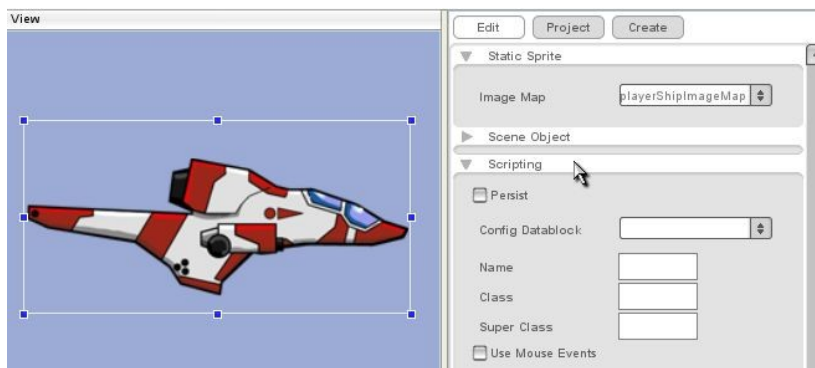 View
Edit Project Create
Static Sprite
Image Map playerShipImageMap
Scene Object
Scripting
Persist
Config Datablock
Name
Class
Super Class
Use Mouse Events